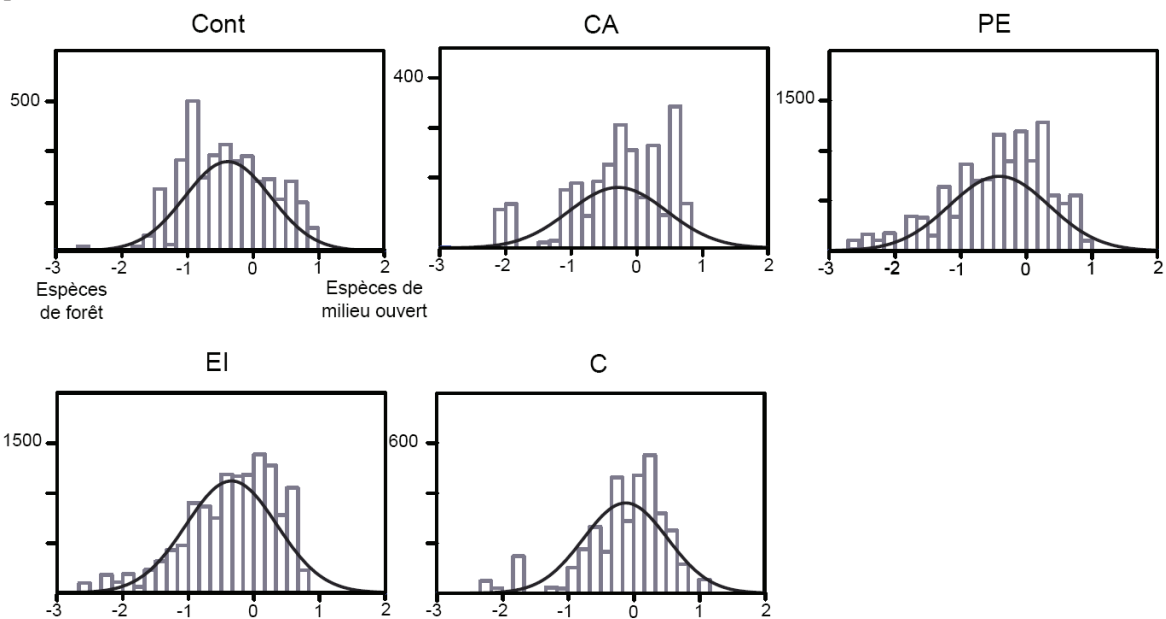 Cont
CA
PE
500
400
1500
-3 -2 -1 0 1 2
-3 -2 -1 0 1 2
-3 -2 -1 0 1 2
Espèces
de forêt
Espèces de
milieu ouvert
EI
C
1500
600
-3 -2 -1 0 1 2
-3 -2 -1 0 1 2